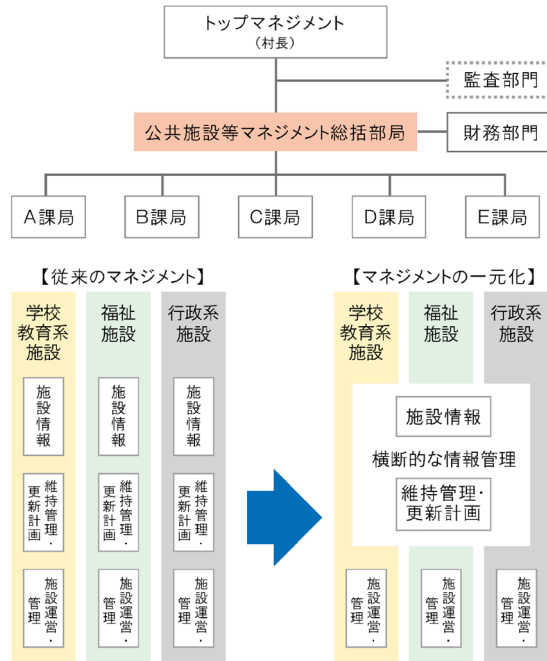 トップマネジメント
（村長）
監査部門
公共施設等マネジメント総括部局
財務部門
A課局
B課局
C課局
D課局
E課局
【従来のマネジメント】
学校
教育系
施設
福祉
施設
行政系
施設
施設情報
施設情報
施設情報
維持管理・
更新計画
維持管理・
更新計画
維持管理・
更新計画
施設運営・
管理
施設運営・
管理
施設運営・
管理
【マネジメントの一元化】
学校
教育系
施設
福祉
施設
行政系
施設
施設情報
横断的な情報管理
維持管理・
更新計画
施設運営・
管理
施設運営・
管理
施設運営・
管理